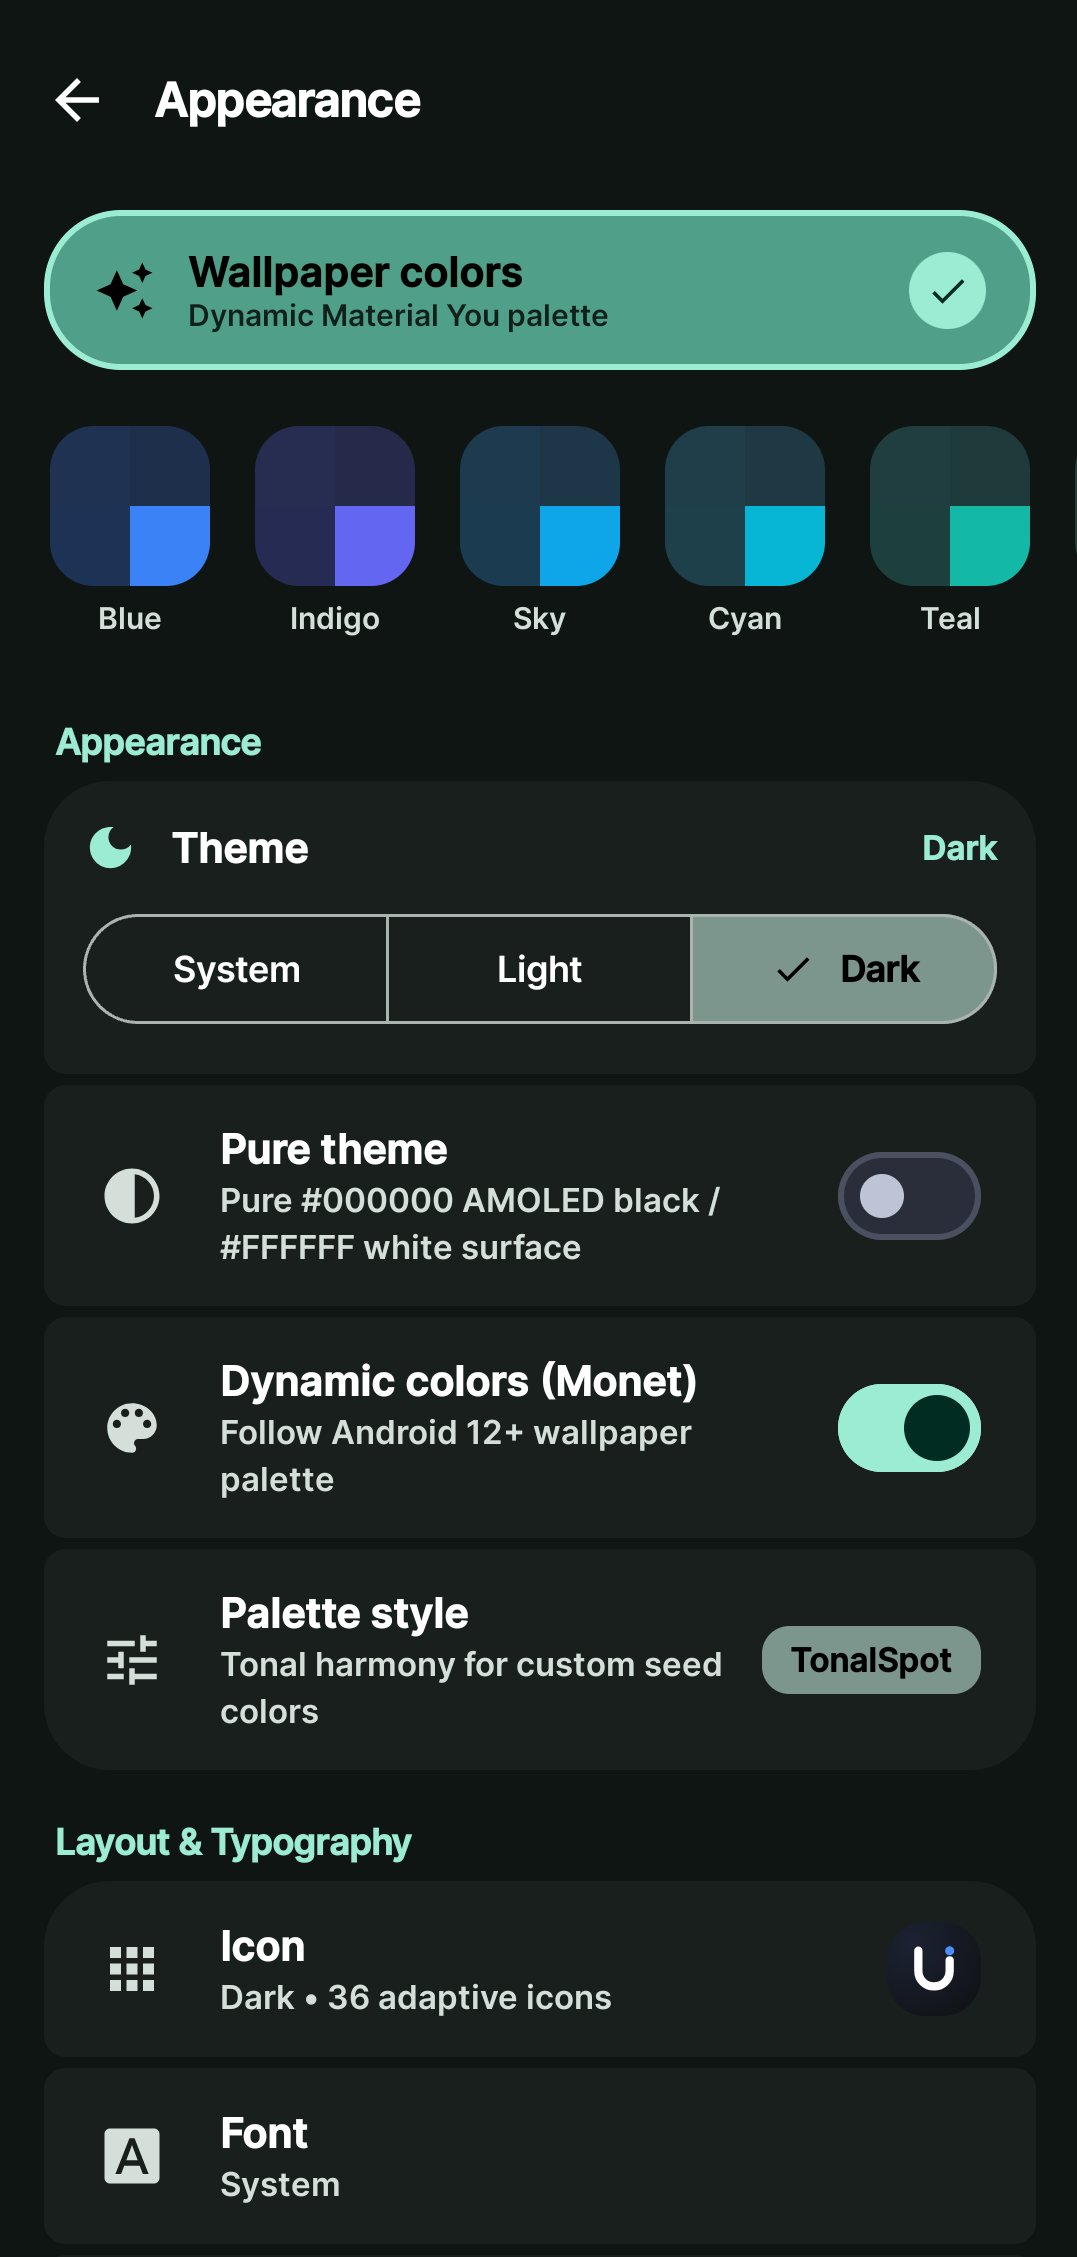 Appearance
Wallpaper colors
Dynamic Material You palette
Blue
Indigo
Sky
Cyan
Teal
Appearance
Theme
Dark
System
Light
Dark
Pure theme
Pure #000000 AMOLED black /
#FFFFFF white surface
Dynamic colors (Monet)
Follow Android 12+ wallpaper
palette
Palette style
Tonal harmony for custom seed
colors
TonalSpot
Layout & Typography
Icon
Dark • 36 adaptive icons
Font
System